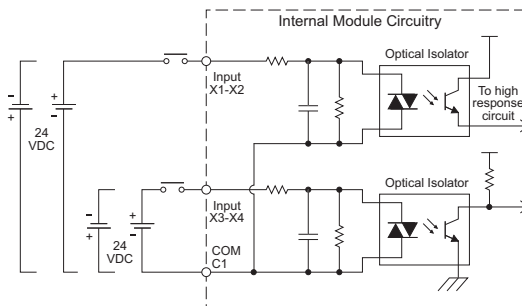 Internal Module Circuitry
Optical Isolator
Input
X1-X2
To high
response
circuit
-
+
+
-
24
VDC
Optical Isolator
Input
X3-X4
-
+
+
-
24
VDC
COM
C1